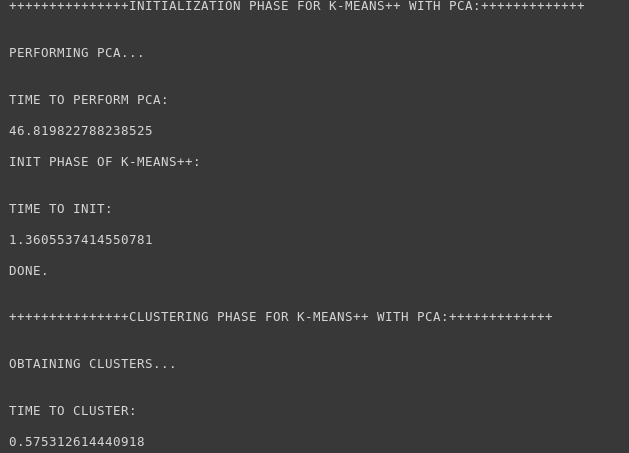 +++++++++++++++INITIALIZATION PHASE FOR K-MEANS++ WITH PCA:+++++++++++++
PERFORMING PCA...
TIME TO PERFORM PCA:
46.819822788238525
INIT PHASE OF K-MEANS++:
TIME TO INIT:
1.3605537414550781
DONE.
+++++++++++++++CLUSTERING PHASE FOR K-MEANS++ WITH PCA:+++++++++++++
OBTAINING CLUSTERS...
TIME TO CLUSTER:
0.575312614440918